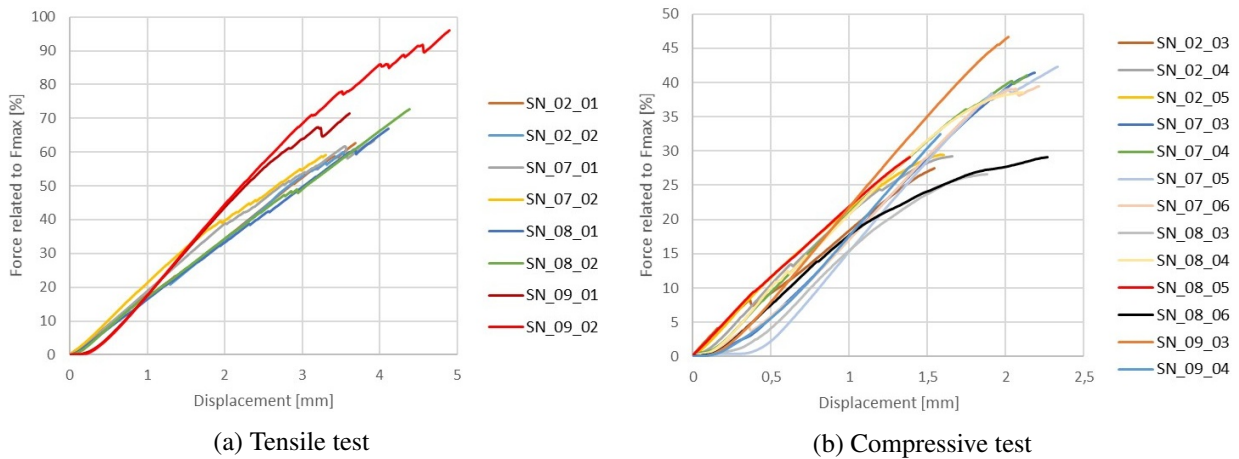 Force related to Fmax [%]
100
90
80
70
60
50
40
30
20
10
0
0 1 2 3 4 5
Displacement [mm]
SN_02_01
SN_02_02
SN_07_01
SN_07_02
SN_08_01
SN_08_02
SN_09_01
SN_09_02
(a) Tensile test
Force related to Fmax [%]
50
45
40
35
30
25
20
15
10
5
0
0 0,5 1 1,5 2 2,5
Displacement [mm]
SN_02_03
SN_02_04
SN_02_05
SN_07_03
SN_07_04
SN_07_05
SN_07_06
SN_08_03
SN_08_04
SN_08_05
SN_08_06
SN_09_03
SN_09_04
(b) Compressive test